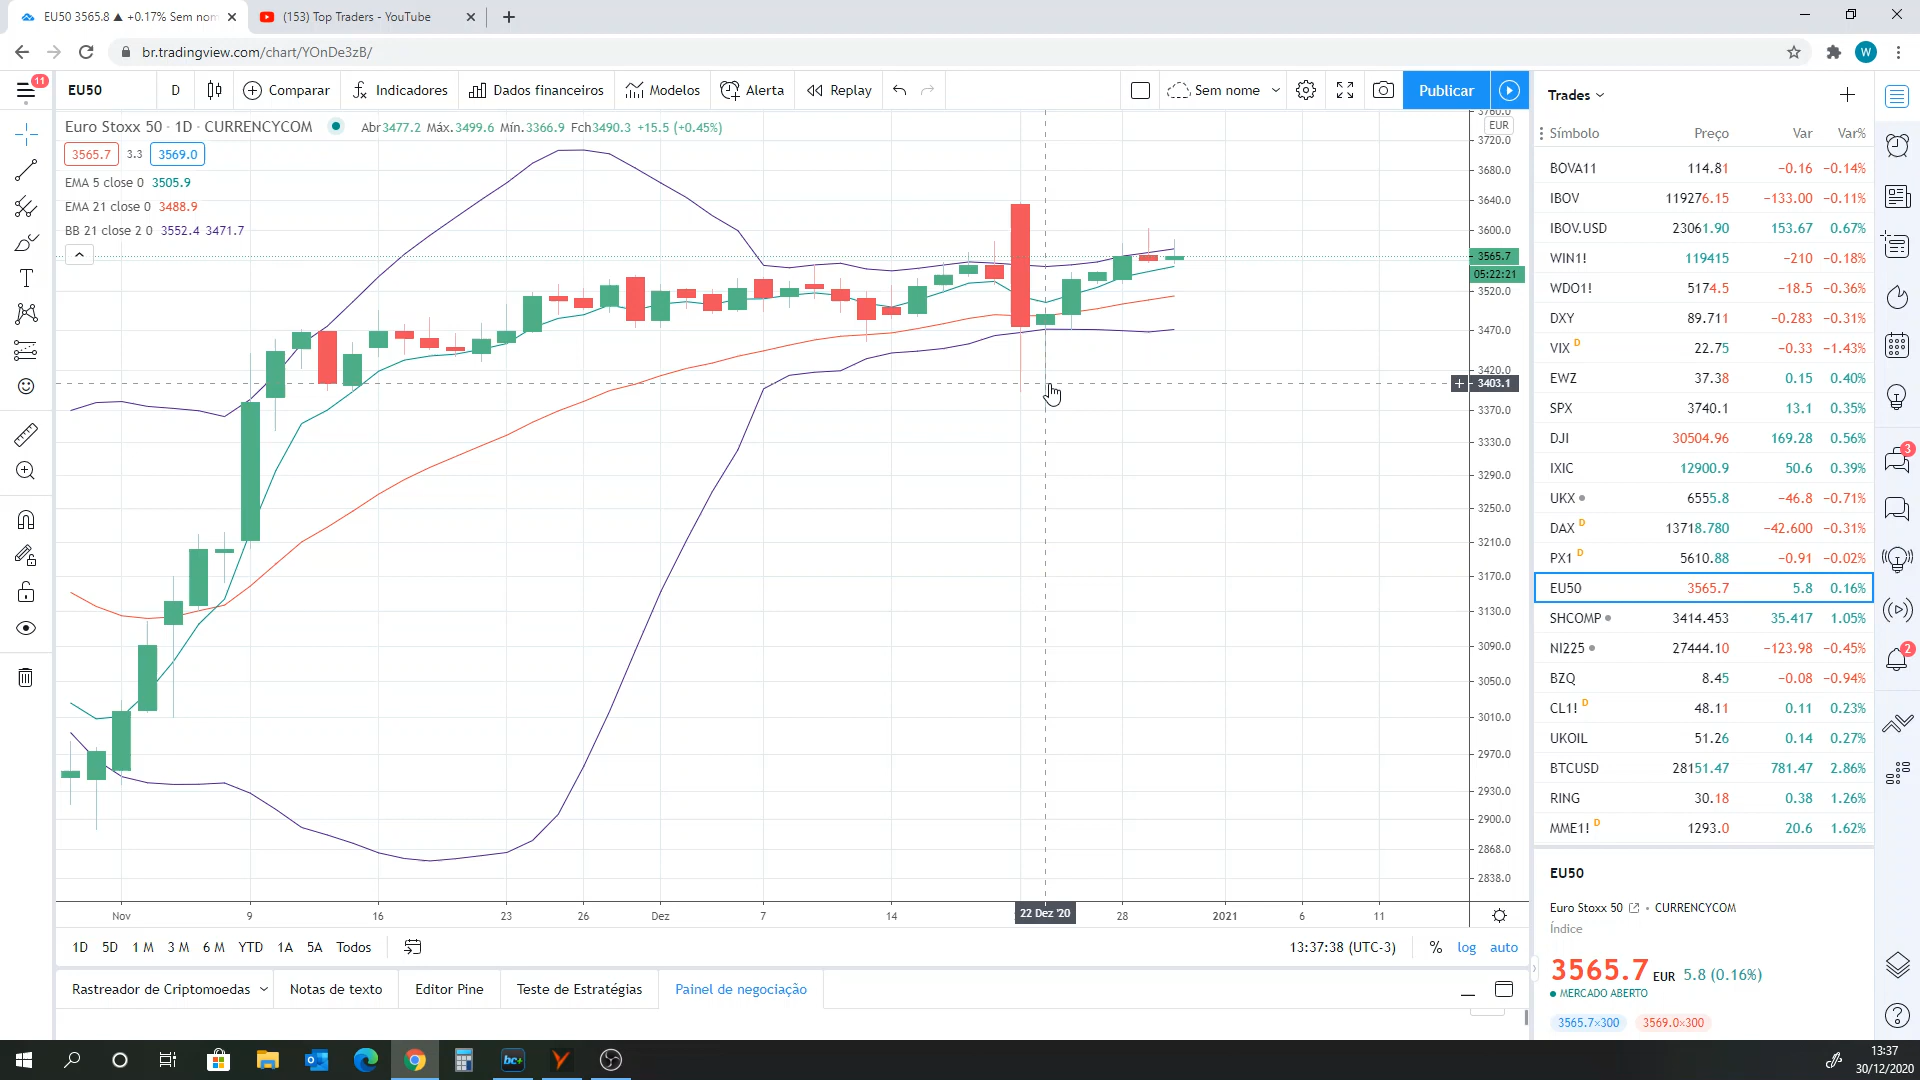 EU50 3565.8 ▲ +0.17% Sem nom
(153) Top Traders - YouTube
br.tradingview.com/chart/YOnDe3zB/
W
11
EU50
D
Comparar
Indicadores
Dados financeiros
Modelos
Alerta
Replay
Sem nome
Publicar
Euro Stoxx 50 · 1D · CURRENCYCOM
Abr3477.2 Máx.3499.6 Mín.3366.9 Fch3490.3 +15.5 (+0.45%)
3565.7 3.3 3569.0
EMA 5 close 0 3505.9
EMA 21 close 0 3488.9
BB 21 close 2 0 3552.4 3471.7
EUR
3760.0
3720.0
3680.0
3640.0
3600.0
3565.7
05:22:21
3520.0
3470.0
3420.0
3403.1
3370.0
3330.0
3290.0
3250.0
3210.0
3170.0
3130.0
3090.0
3050.0
3010.0
2970.0
2930.0
2900.0
2868.0
2838.0
Nov 9 16 23 26 Dez 7 14 22 Dez '20 28 2021 6 11
1D 5D 1 M 3 M 6 M YTD 1A 5A Todos
13:37:38 (UTC-3) % log auto
Rastreador de Criptomoedas
Notas de texto
Editor Pine
Teste de Estratégias
Painel de negociação
Trades
Símbolo Preço Var Var%
BOVA11 114.81 −0.16 −0.14%
IBOV 119276.15 −133.00 −0.11%
IBOV.USD 23061.90 153.67 0.67%
WIN1! 119415 −210 −0.18%
WDO1! 5174.5 −18.5 −0.36%
DXY 89.711 −0.283 −0.31%
VIX D 22.75 −0.33 −1.43%
EWZ 37.38 0.15 0.40%
SPX 3740.1 13.1 0.35%
DJI 30504.96 169.28 0.56%
IXIC 12900.9 50.6 0.39%
UKX 6555.8 −46.8 −0.71%
DAX D 13718.780 −42.600 −0.31%
PX1 D 5610.88 −0.91 −0.02%
EU50 3565.7 5.8 0.16%
SHCOMP 3414.453 35.417 1.05%
NI225 27444.10 −123.98 −0.45%
BZQ 8.45 −0.08 −0.94%
CL1! D 48.11 0.11 0.23%
UKOIL 51.26 0.14 0.27%
BTCUSD 28151.47 781.47 2.86%
RING 30.18 0.38 1.26%
MME1! D 1293.0 20.6 1.62%
EU50
Euro Stoxx 50 • CURRENCYCOM
Índice
3565.7 EUR 5.8 (0.16%)
MERCADO ABERTO
3565.7×300 3569.0×300
3
2
bc+
13:37
30/12/2020